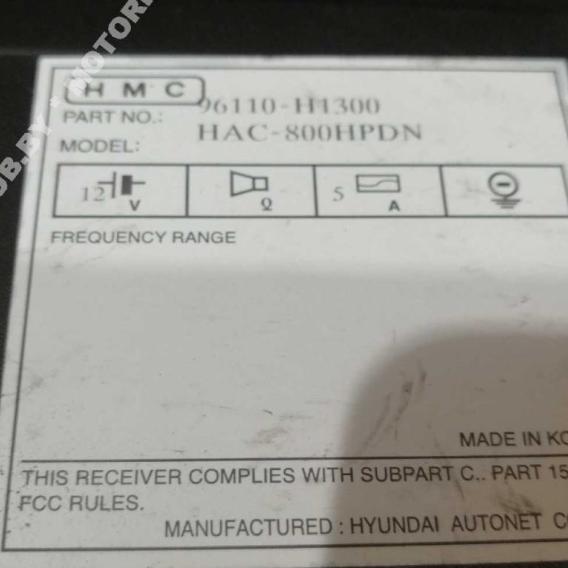 HMC
PART NO.: 96110-H1300
MODEL: HAC-800HPDN
12 V Ω 5 A
FREQUENCY RANGE
MADE IN KO
THIS RECEIVER COMPLIES WITH SUBPART C.. PART 15
FCC RULES.
MANUFACTURED : HYUNDAI AUTONET C